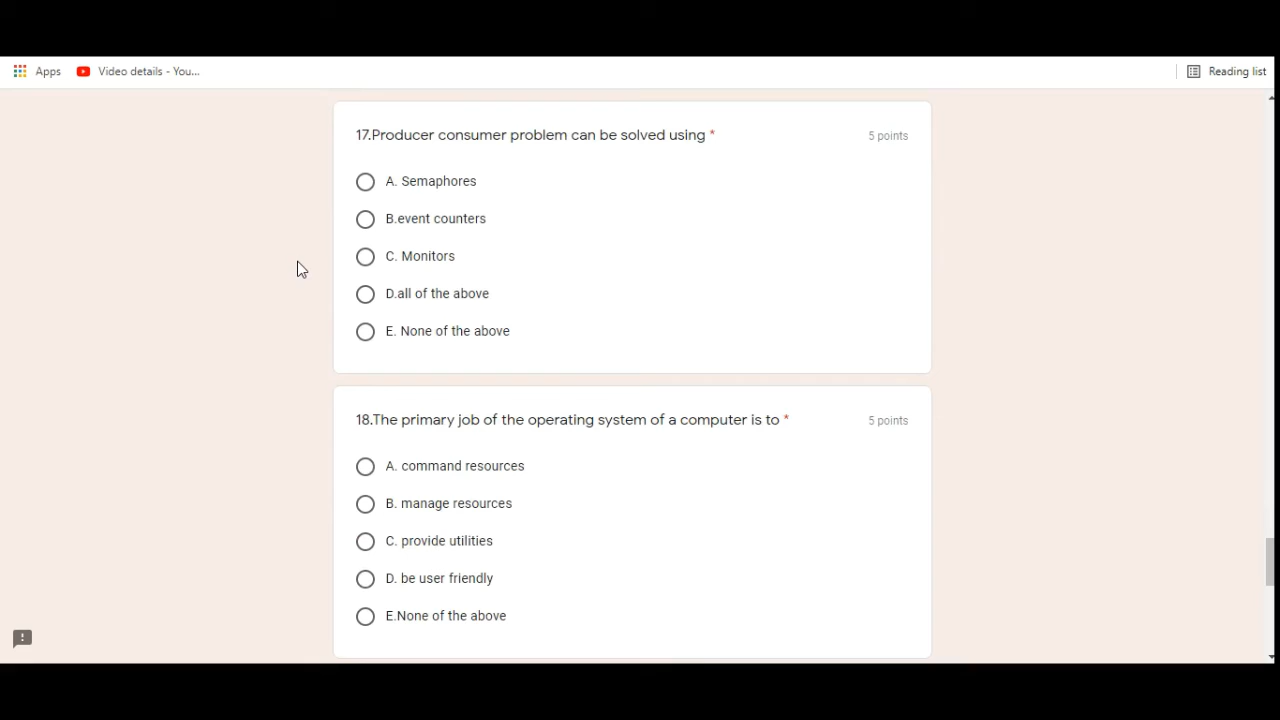 Apps
Video details - You...
Reading list
17.Producer consumer problem can be solved using *
5 points
A. Semaphores
B.event counters
C. Monitors
D.all of the above
E. None of the above
18.The primary job of the operating system of a computer is to *
5 points
A. command resources
B. manage resources
C. provide utilities
D. be user friendly
E.None of the above